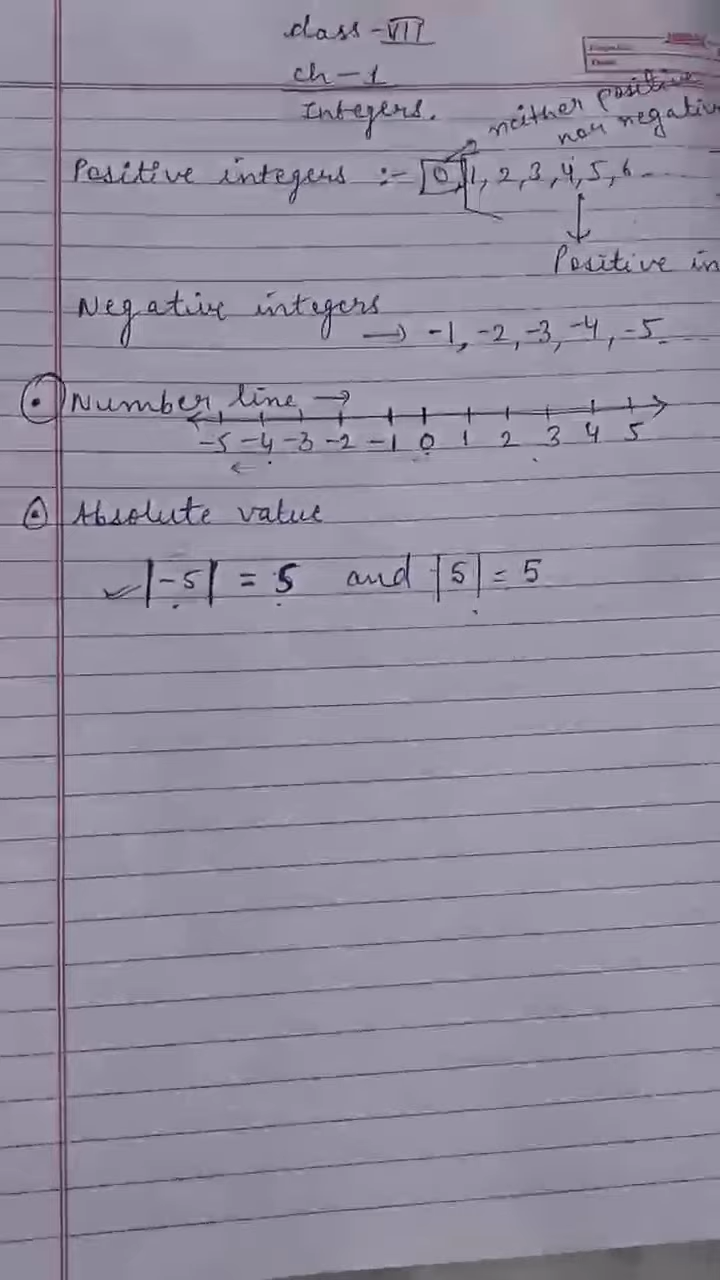 class - VII
ch - 1
Integers.
neither positive
nor negativ
Positive integers :- 0, 1, 2, 3, 4, 5, 6 --
Positive in
Negative integers
→ -1, -2, -3, -4, -5.
Number line →
-5 -4 -3 -2 -1 0 1 2 3 4 5
Absolute value
|-5| = 5 and |5| = 5